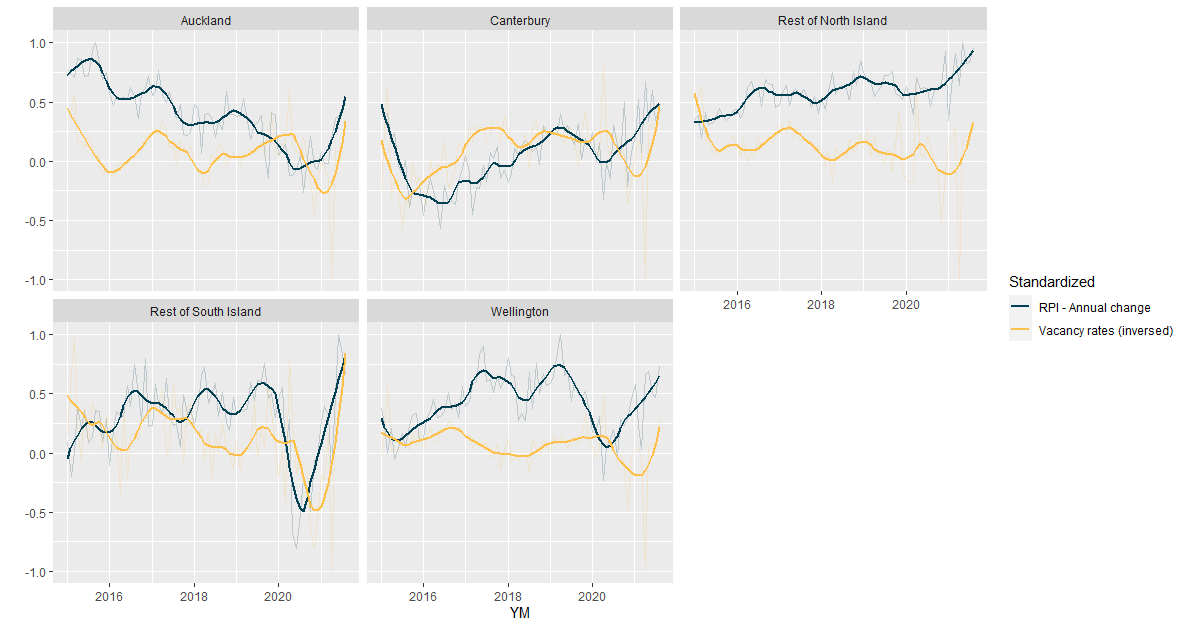 Auckland
Canterbury
Rest of North Island
1.0
0.5
0.0
-0.5
-1.0
2016 2018 2020
Rest of South Island
Wellington
1.0
0.5
0.0
-0.5
-1.0
2016 2018 2020
2016 2018 2020
YM
Standardized
RPI - Annual change
Vacancy rates (inversed)